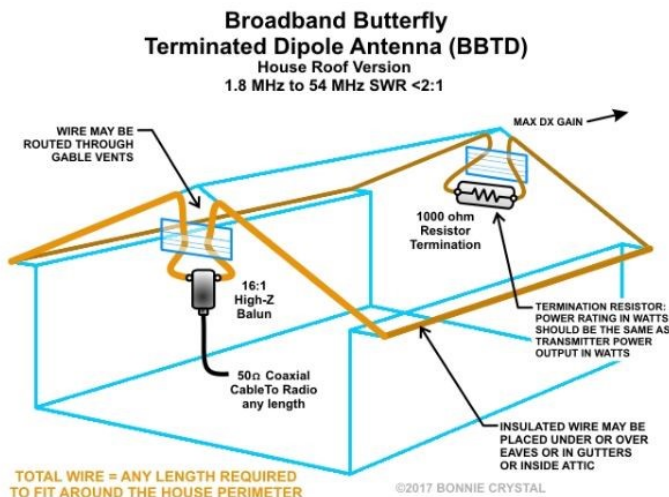 Broadband Butterfly
Terminated Dipole Antenna (BBTD)
House Roof Version
1.8 MHz to 54 MHz SWR <2:1
MAX DX GAIN
WIRE MAY BE
ROUTED THROUGH
GABLE VENTS
1000 ohm
Resistor
Termination
16:1
High-Z
Balun
TERMINATION RESISTOR:
POWER RATING IN WATTS
SHOULD BE THE SAME AS
TRANSMITTER POWER
OUTPUT IN WATTS
50Ω Coaxial
CableTo Radio
any length
INSULATED WIRE MAY BE
PLACED UNDER OR OVER
EAVES OR IN GUTTERS
OR INSIDE ATTIC
TOTAL WIRE = ANY LENGTH REQUIRED
TO FIT AROUND THE HOUSE PERIMETER
©2017 BONNIE CRYSTAL